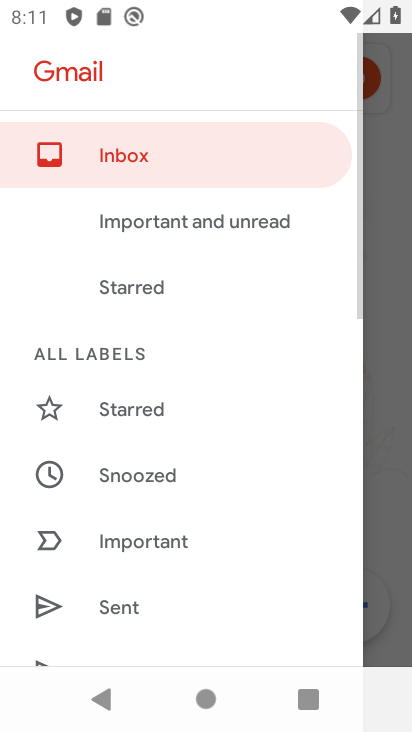 8:11
Gmail
Inbox
Important and unread
Starred
ALL LABELS
Starred
Snoozed
Important
Sent